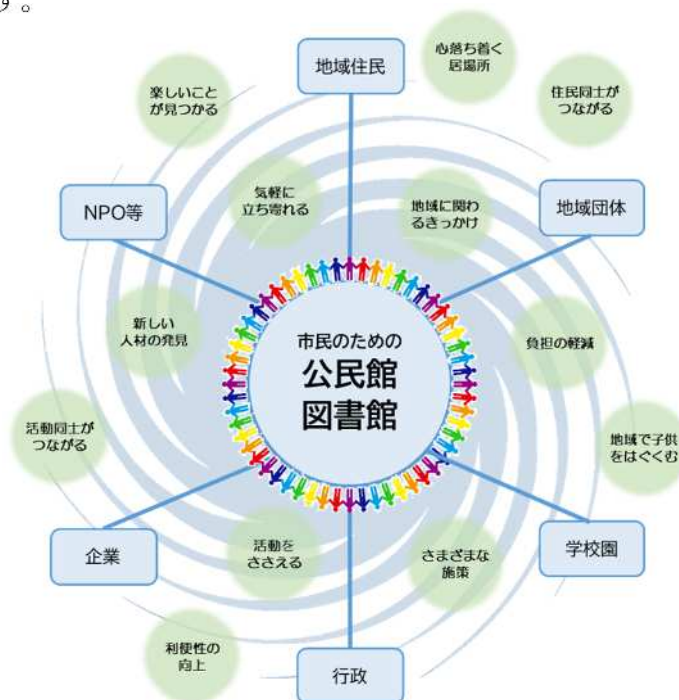 す。
地域住民
心落ち着く
居場所
楽しいこと
が見つかる
住民同士が
つながる
NPO等
気軽に
立ち寄れる
地域に関わ
るきっかけ
地域団体
新しい
人材の発見
市民のための
公民館
図書館
負担の軽減
活動同士が
つながる
地域で子供
をはぐくむ
企業
活動を
ささえる
さまざまな
施策
学校園
利便性の
向上
行政